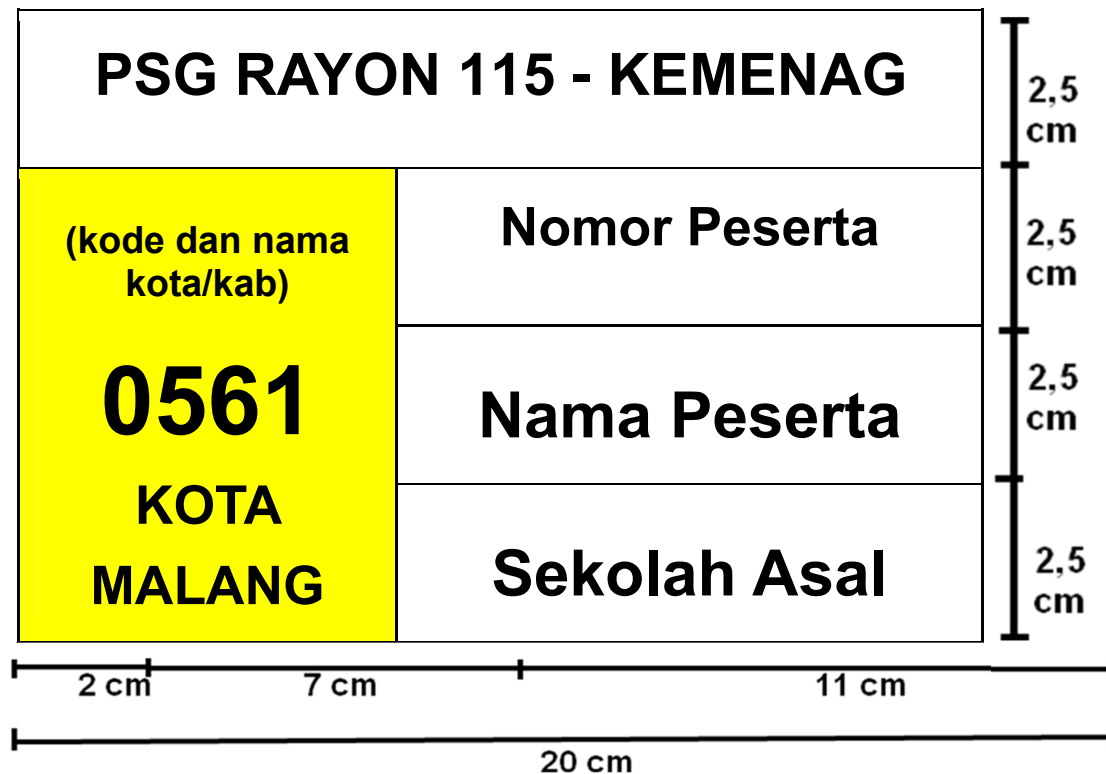 PSG RAYON 115 - KEMENAG
2,5
cm
(kode dan nama
kota/kab)
0561
KOTA
MALANG
Nomor Peserta
2,5
cm
Nama Peserta
2,5
cm
Sekolah Asal
2,5
cm
2 cm
7 cm
11 cm
20 cm